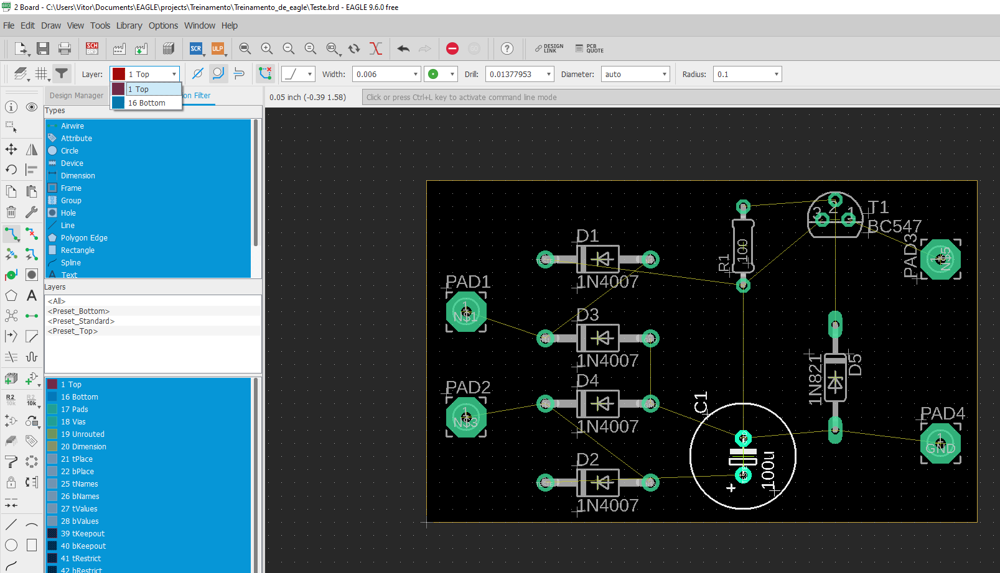 2 Board - C:\Users\Vitor\Documents\EAGLE\projects\Treinamento\Treinamento_de_eagle\Teste.brd - EAGLE 9.6.0 free
File Edit Draw View Tools Library Options Window Help
SCH BRD SCR ULP GO DESIGN LINK PCB QUOTE
Layer: 1 Top Width: 0.006 Drill: 0.01377953 Diameter: auto Radius: 0.1
1 Top
16 Bottom
Design Manager on Filter
0.05 inch (-0.39 1.58) Click or press Ctrl+L key to activate command line mode
Types
Airwire
Attribute
Circle
Device
Dimension
Frame
Group
Hole
Line
Polygon Edge
Rectangle
Spline
Text
Layers
<All>
<Preset_Bottom>
<Preset_Standard>
<Preset_Top>
1 Top
16 Bottom
17 Pads
18 Vias
19 Unrouted
20 Dimension
21 tPlace
22 bPlace
25 tNames
26 bNames
27 tValues
28 bValues
39 tKeepout
40 bKeepout
41 tRestrict
42 bRestrict
R2 10k
R2 10k
T1
3 2 1
BC547
D1
1N4007
R1
100
PAD3
1
N$5
PAD1
1
N$1
D3
1N4007
PAD2
1
N$3
D4
1N4007
D2
1N4007
C1
100u
+
1N821
D5
PAD4
1
GND